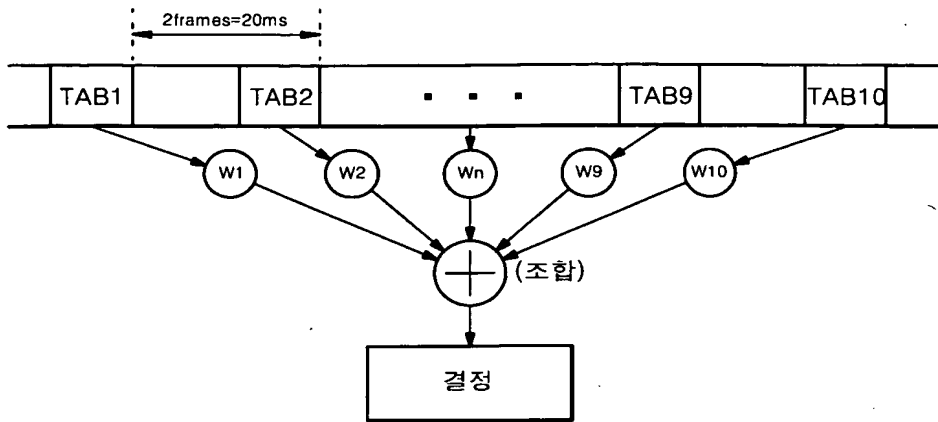 2frames=20ms
TAB1 TAB2 . . . TAB9 TAB10
W1 W2 Wn W9 W10
(조합)
결정